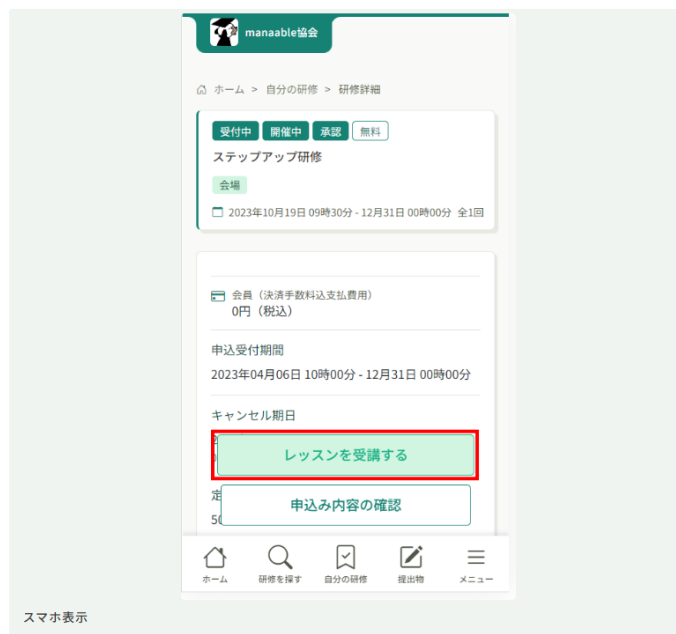 manaable協会
ホーム > 自分の研修 > 研修詳細
受付中 開催中 承認 無料
ステップアップ研修
会場
2023年10月19日 09時30分 - 12月31日 00時00分 全1回
会員（決済手数料込支払費用）
0円（税込）
申込受付期間
2023年04月06日 10時00分 - 12月31日 00時00分
キャンセル期日
レッスンを受講する
定
申込み内容の確認
50
ホーム 研修を探す 自分の研修 提出物 メニュー
スマホ表示